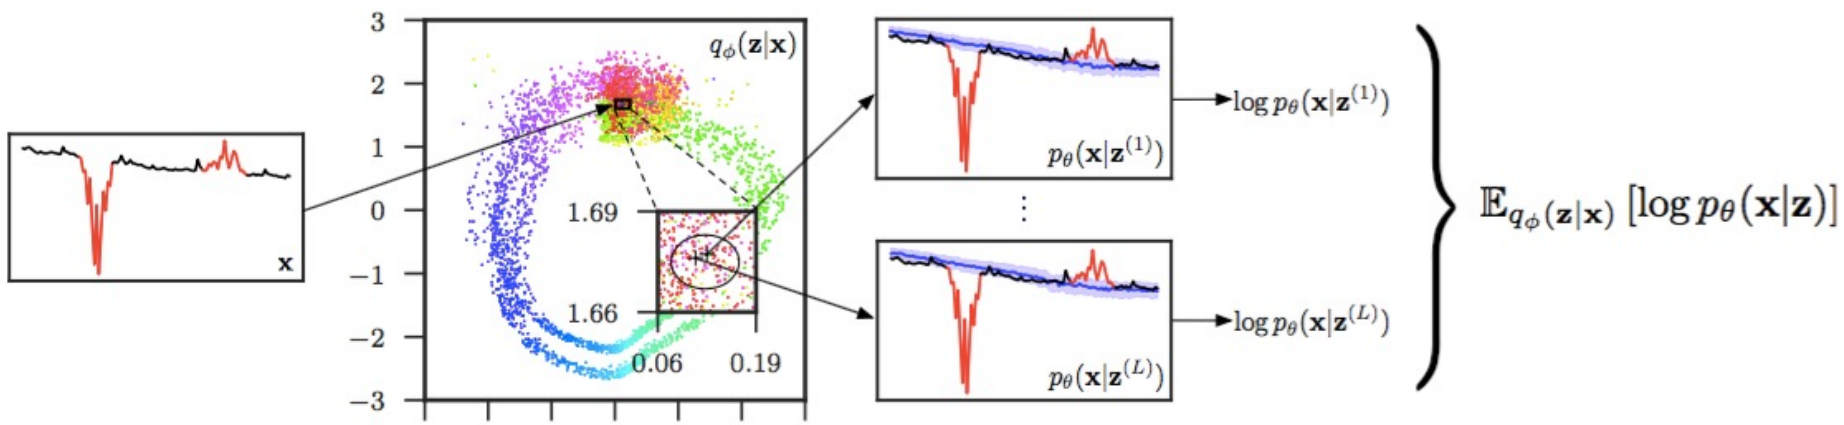 x
3
2
1
0
−1
−2
−3
q_ϕ(z|x)
1.69
1.66
0.06
0.19
p_θ(x|z^(1))
log p_θ(x|z^(1))
⋮
p_θ(x|z^(L))
log p_θ(x|z^(L))
𝔼_{q_ϕ(z|x)} [log p_θ(x|z)]